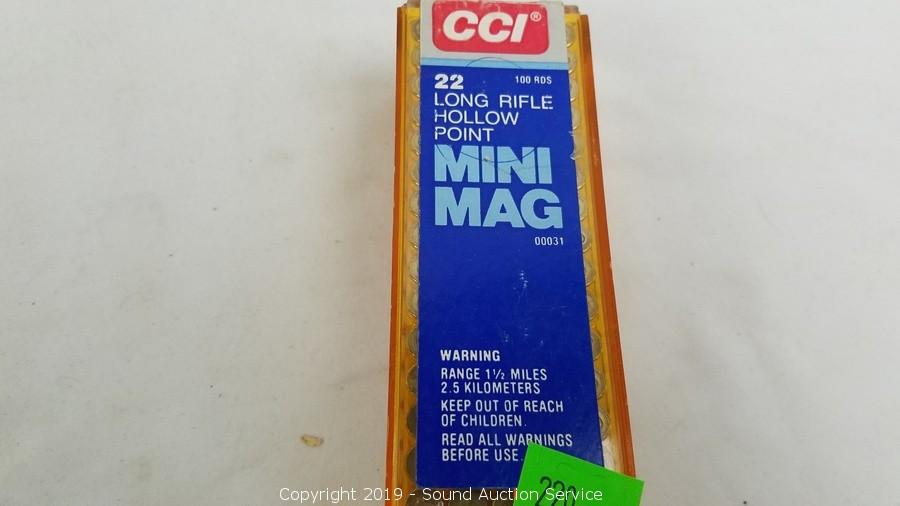 CCI®
22 100 RDS
LONG RIFLE
HOLLOW
POINT
MINI
MAG
00031
WARNING
RANGE 1½ MILES
2.5 KILOMETERS
KEEP OUT OF REACH
OF CHILDREN.
READ ALL WARNINGS
BEFORE USE.
Copyright 2019 - Sound Auction Service